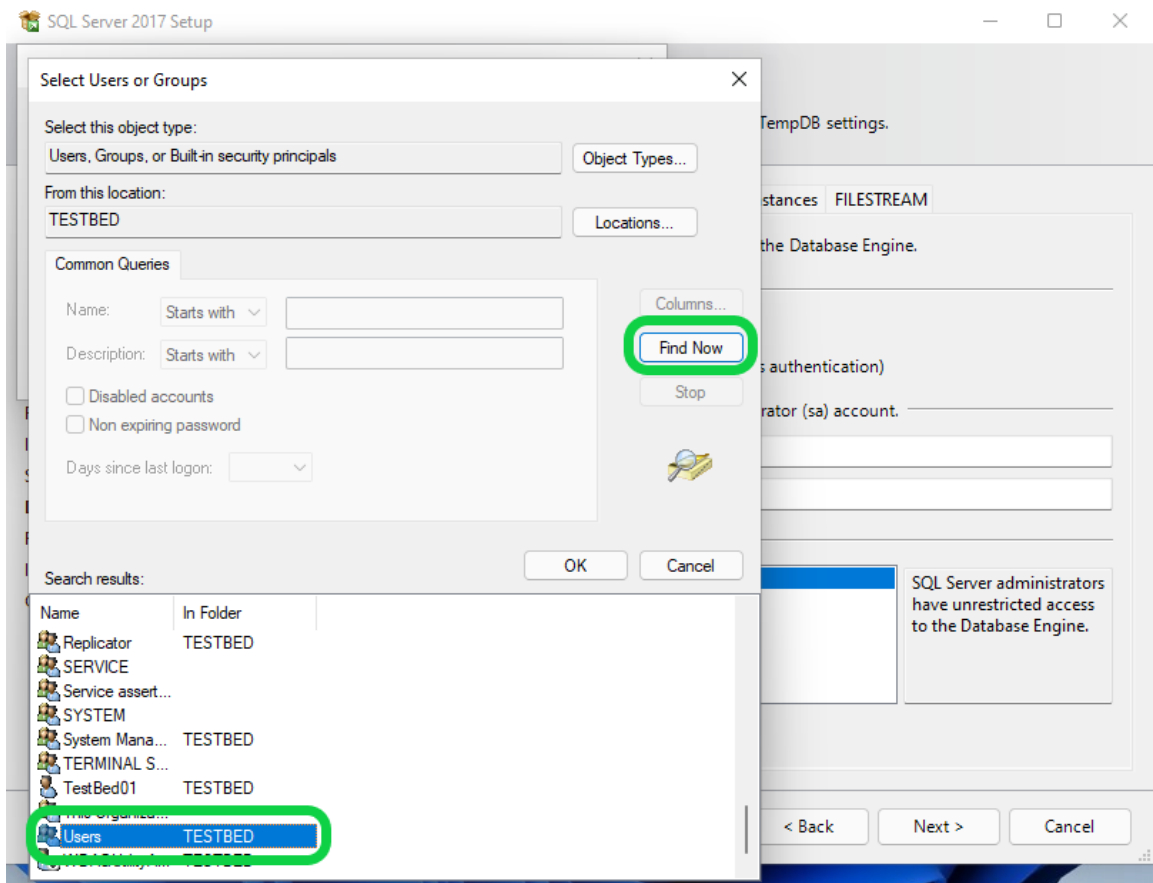 SQL Server 2017 Setup
Select Users or Groups
TempDB settings.
Select this object type:
Users, Groups, or Built-in security principals
Object Types...
From this location:
TESTBED
Locations...
stances FILESTREAM
the Database Engine.
Common Queries
Name: Starts with
Columns...
Description: Starts with
Find Now
authentication)
Disabled accounts
Stop
Non expiring password
rator (sa) account.
Days since last logon:
OK Cancel
Search results:
SQL Server administrators
have unrestricted access
to the Database Engine.
Name In Folder
Replicator TESTBED
SERVICE
Service assert...
SYSTEM
System Mana... TESTBED
TERMINAL S...
TestBed01 TESTBED
Users TESTBED
< Back Next > Cancel